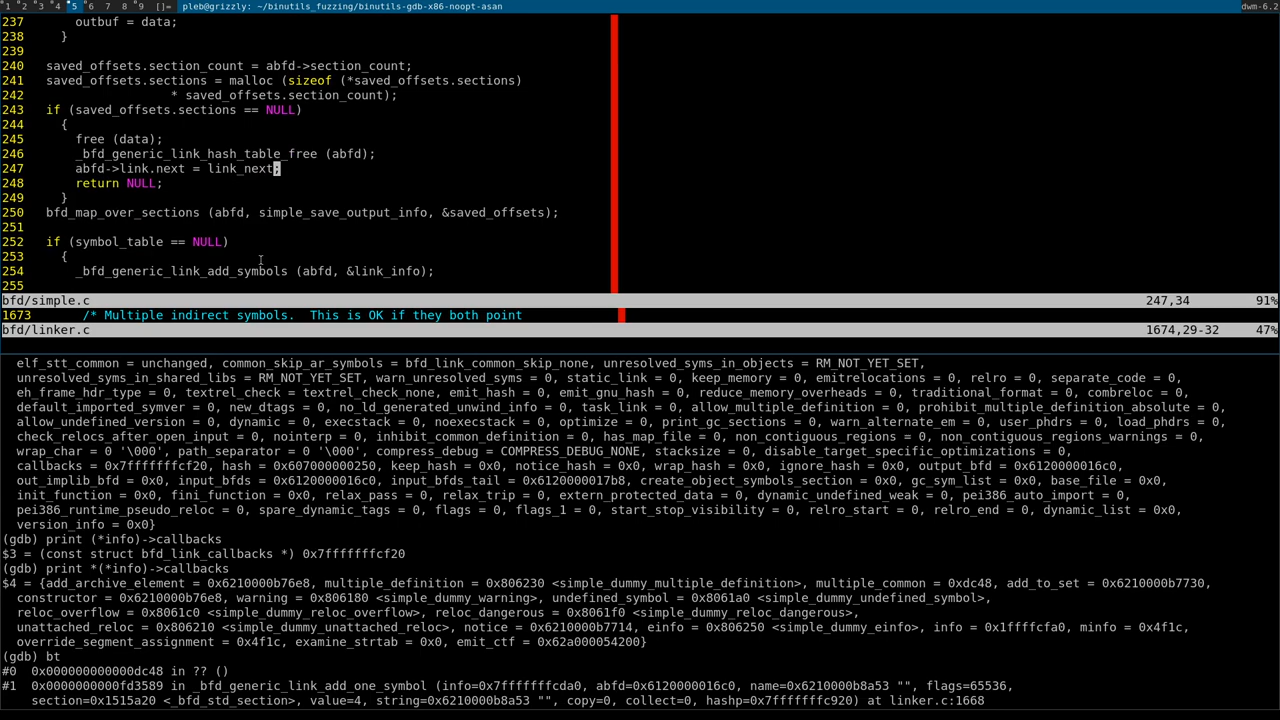 1 2 3 4 5 6 7 8 9 []= pleb@grizzly: ~/binutils_fuzzing/binutils-gdb-x86-noopt-asan dwm-6.2
237 outbuf = data;
238 }
239
240 saved_offsets.section_count = abfd->section_count;
241 saved_offsets.sections = malloc (sizeof (*saved_offsets.sections)
242 * saved_offsets.section_count);
243 if (saved_offsets.sections == NULL)
244 {
245 free (data);
246 _bfd_generic_link_hash_table_free (abfd);
247 abfd->link.next = link_next;
248 return NULL;
249 }
250 bfd_map_over_sections (abfd, simple_save_output_info, &saved_offsets);
251
252 if (symbol_table == NULL)
253 {
254 _bfd_generic_link_add_symbols (abfd, &link_info);
255
bfd/simple.c 247,34 91%
1673 /* Multiple indirect symbols. This is OK if they both point
bfd/linker.c 1674,29-32 47%
elf_stt_common = unchanged, common_skip_ar_symbols = bfd_link_common_skip_none, unresolved_syms_in_objects = RM_NOT_YET_SET,
unresolved_syms_in_shared_libs = RM_NOT_YET_SET, warn_unresolved_syms = 0, static_link = 0, keep_memory = 0, emitrelocations = 0, relro = 0, separate_code = 0,
eh_frame_hdr_type = 0, textrel_check = textrel_check_none, emit_hash = 0, emit_gnu_hash = 0, reduce_memory_overheads = 0, traditional_format = 0, combreloc = 0,
default_imported_symver = 0, new_dtags = 0, no_ld_generated_unwind_info = 0, task_link = 0, allow_multiple_definition = 0, prohibit_multiple_definition_absolute = 0,
allow_undefined_version = 0, dynamic = 0, execstack = 0, noexecstack = 0, optimize = 0, print_gc_sections = 0, warn_alternate_em = 0, user_phdrs = 0, load_phdrs = 0,
check_relocs_after_open_input = 0, nointerp = 0, inhibit_common_definition = 0, has_map_file = 0, non_contiguous_regions = 0, non_contiguous_regions_warnings = 0,
wrap_char = 0 '\000', path_separator = 0 '\000', compress_debug = COMPRESS_DEBUG_NONE, stacksize = 0, disable_target_specific_optimizations = 0,
callbacks = 0x7fffffffcf20, hash = 0x607000000250, keep_hash = 0x0, notice_hash = 0x0, wrap_hash = 0x0, ignore_hash = 0x0, output_bfd = 0x6120000016c0,
out_implib_bfd = 0x0, input_bfds = 0x6120000016c0, input_bfds_tail = 0x6120000017b8, create_object_symbols_section = 0x0, gc_sym_list = 0x0, base_file = 0x0,
init_function = 0x0, fini_function = 0x0, relax_pass = 0, relax_trip = 0, extern_protected_data = 0, dynamic_undefined_weak = 0, pei386_auto_import = 0,
pei386_runtime_pseudo_reloc = 0, spare_dynamic_tags = 0, flags = 0, flags_1 = 0, start_stop_visibility = 0, relro_start = 0, relro_end = 0, dynamic_list = 0x0,
version_info = 0x0}
(gdb) print (*info)->callbacks
$3 = (const struct bfd_link_callbacks *) 0x7fffffffcf20
(gdb) print *(*info)->callbacks
$4 = {add_archive_element = 0x6210000b76e8, multiple_definition = 0x806230 <simple_dummy_multiple_definition>, multiple_common = 0xdc48, add_to_set = 0x6210000b7730,
constructor = 0x6210000b76e8, warning = 0x806180 <simple_dummy_warning>, undefined_symbol = 0x8061a0 <simple_dummy_undefined_symbol>,
reloc_overflow = 0x8061c0 <simple_dummy_reloc_overflow>, reloc_dangerous = 0x8061f0 <simple_dummy_reloc_dangerous>,
unattached_reloc = 0x806210 <simple_dummy_unattached_reloc>, notice = 0x6210000b7714, einfo = 0x806250 <simple_dummy_einfo>, info = 0x1ffffcfa0, minfo = 0x4f1c,
override_segment_assignment = 0x4f1c, examine_strtab = 0x0, emit_ctf = 0x62a000054200}
(gdb) bt
#0 0x000000000000dc48 in ?? ()
#1 0x0000000000fd3589 in _bfd_generic_link_add_one_symbol (info=0x7fffffffcda0, abfd=0x6120000016c0, name=0x6210000b8a53 "", flags=65536,
section=0x1515a20 <_bfd_std_section>, value=4, string=0x6210000b8a53 "", copy=0, collect=0, hashp=0x7fffffffc920) at linker.c:1668